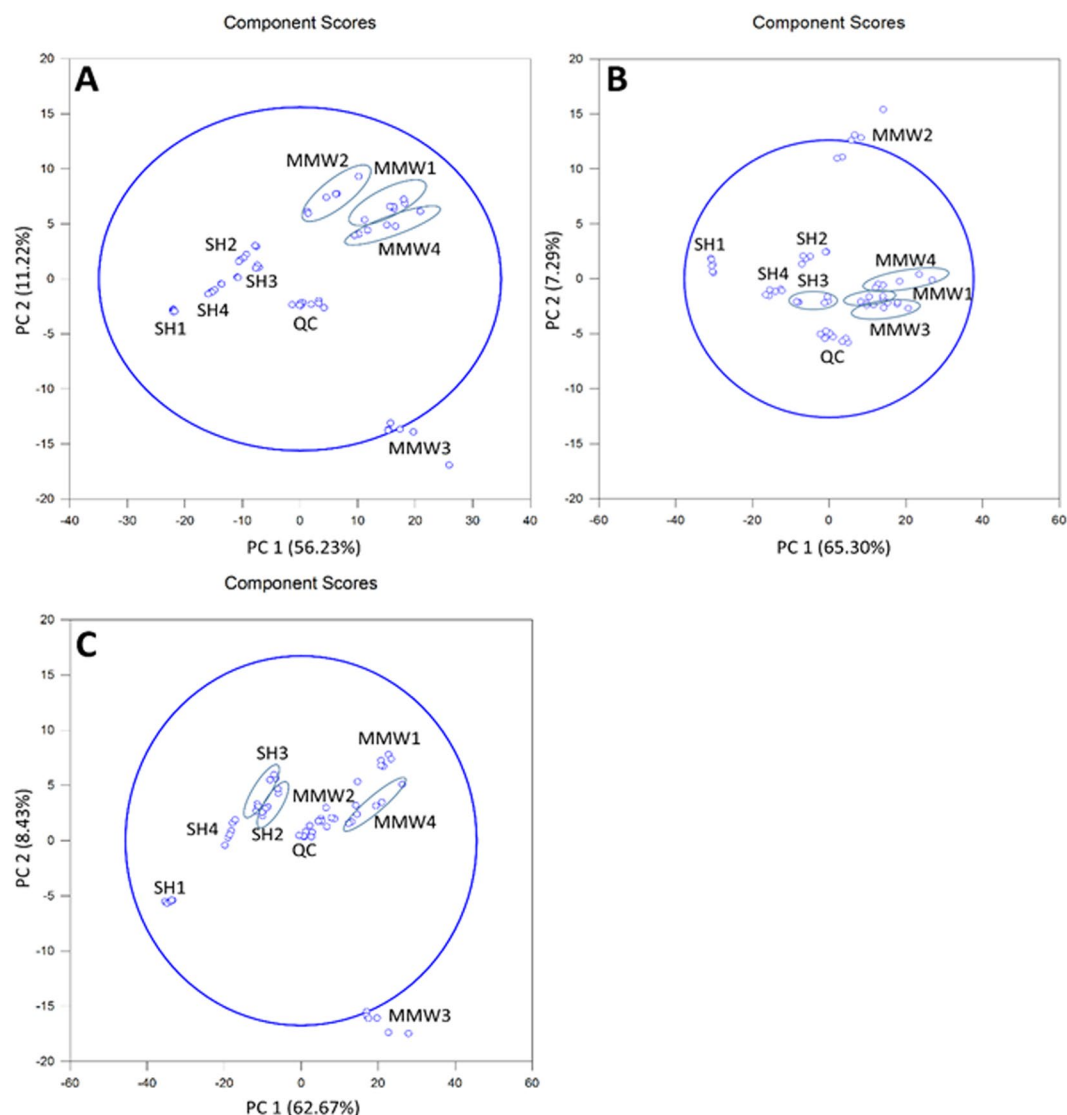 Component Scores
A
20
15
10
5
0
-5
-10
-15
-20
PC 2 (11.22%)
MMW2
MMW1
MMW4
SH2
SH3
SH4
SH1
QC
MMW3
-40 -30 -20 -10 0 10 20 30 40
PC 1 (56.23%)
Component Scores
B
20
15
10
5
0
-5
-10
-15
-20
PC 2 (7.29%)
MMW2
SH1
SH2
MMW4
SH4
SH3
MMW1
MMW3
QC
-60 -40 -20 0 20 40 60
PC 1 (65.30%)
Component Scores
C
20
15
10
5
0
-5
-10
-15
-20
PC 2 (8.43%)
MMW1
SH3
MMW2
MMW4
SH4
SH2
QC
SH1
MMW3
-60 -40 -20 0 20 40 60
PC 1 (62.67%)